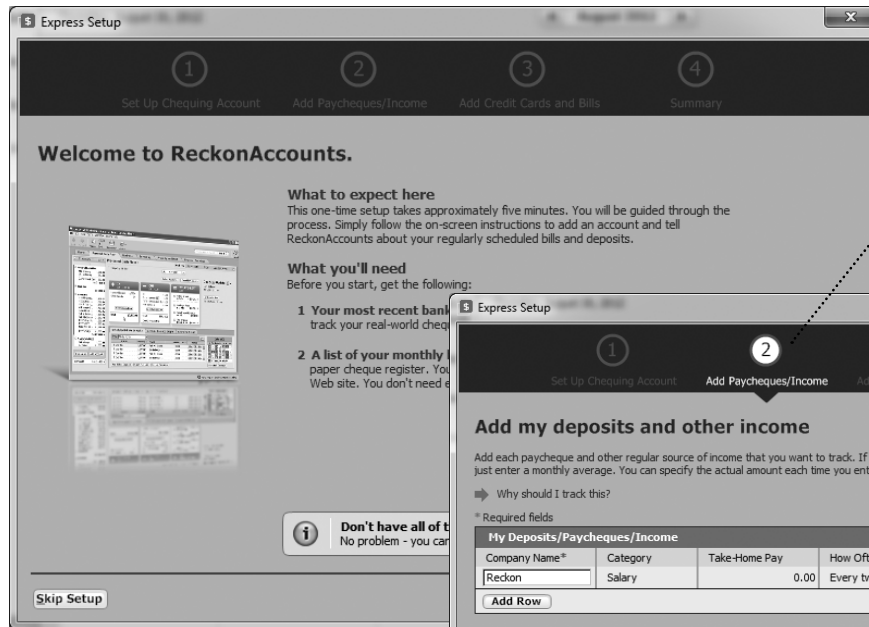 Express Setup
August 2012
1 2 3 4
Set Up Chequing Account Add Paycheques/Income Add Credit Cards and Bills Summary
Welcome to ReckonAccounts.
What to expect here
This one-time setup takes approximately five minutes. You will be guided through the
process. Simply follow the on-screen instructions to add an account and tell
ReckonAccounts about your regularly scheduled bills and deposits.
What you'll need
Before you start, get the following:
1 Your most recent bank
track your real-world chequ
2 A list of your monthly
paper cheque register. You
Web site. You don't need e
Don't have all of t
No problem - you can
Skip Setup
Express Setup
1 2
Set Up Chequing Account Add Paycheques/Income Ad
Add my deposits and other income
Add each paycheque and other regular source of income that you want to track. If
just enter a monthly average. You can specify the actual amount each time you ent
Why should I track this?
* Required fields
My Deposits/Paycheques/Income
Company Name* Category Take-Home Pay How Oft
Reckon Salary 0.00 Every tw
Add Row